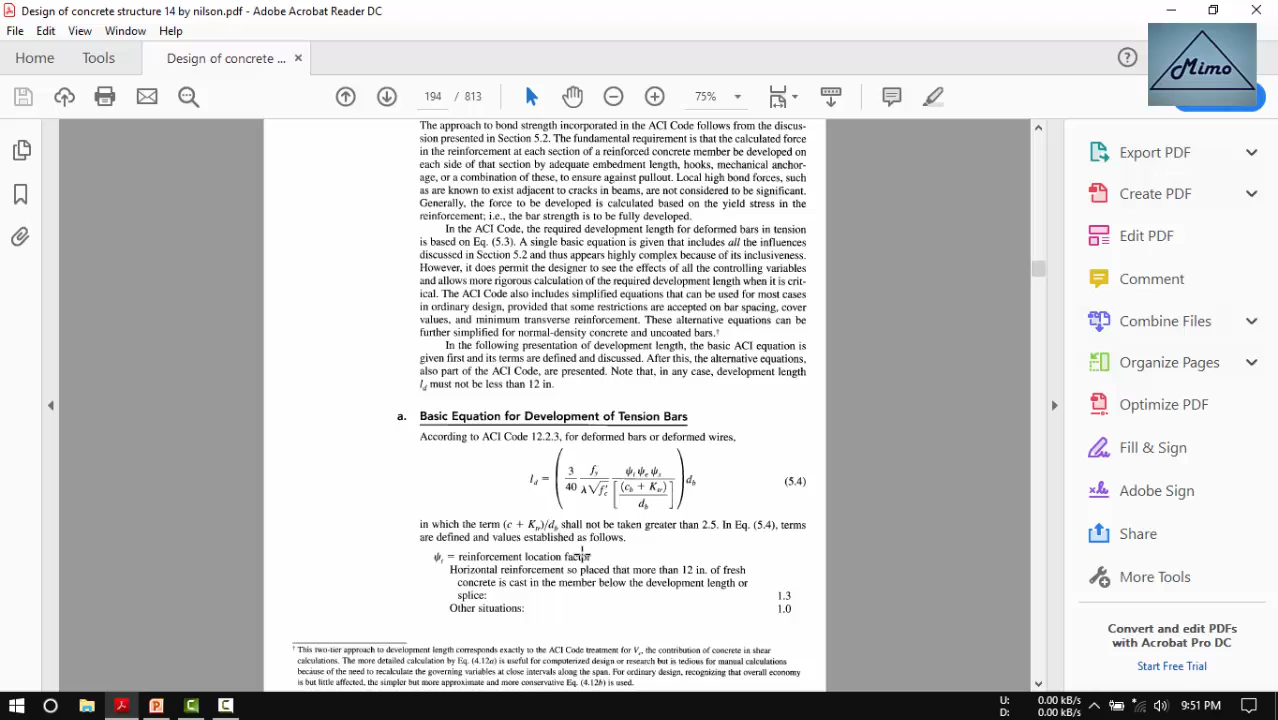 Design of concrete structure 14 by nilson.pdf - Adobe Acrobat Reader DC
File Edit View Window Help
Home Tools Design of concrete ... ×
Mimo
194 / 813 75%
The approach to bond strength incorporated in the ACI Code follows from the discus-
sion presented in Section 5.2. The fundamental requirement is that the calculated force
in the reinforcement at each section of a reinforced concrete member be developed on
each side of that section by adequate embedment length, hooks, mechanical anchor-
age, or a combination of these, to ensure against pullout. Local high bond forces, such
as are known to exist adjacent to cracks in beams, are not considered to be significant.
Generally, the force to be developed is calculated based on the yield stress in the
reinforcement; i.e., the bar strength is to be fully developed.
In the ACI Code, the required development length for deformed bars in tension
is based on Eq. (5.3). A single basic equation is given that includes all the influences
discussed in Section 5.2 and thus appears highly complex because of its inclusiveness.
However, it does permit the designer to see the effects of all the controlling variables
and allows more rigorous calculation of the required development length when it is crit-
ical. The ACI Code also includes simplified equations that can be used for most cases
in ordinary design, provided that some restrictions are accepted on bar spacing, cover
values, and minimum transverse reinforcement. These alternative equations can be
further simplified for normal-density concrete and uncoated bars.†
In the following presentation of development length, the basic ACI equation is
given first and its terms are defined and discussed. After this, the alternative equations,
also part of the ACI Code, are presented. Note that, in any case, development length
l_d must not be less than 12 in.
a. Basic Equation for Development of Tension Bars
According to ACI Code 12.2.3, for deformed bars or deformed wires,
l_d = ( 3/40 f_y/(λ√f'_c) ψ_t ψ_e ψ_s / [(c_b + K_tr)/d_b] ) d_b (5.4)
in which the term (c + K_tr)/d_b shall not be taken greater than 2.5. In Eq. (5.4), terms
are defined and values established as follows.
ψ_t = reinforcement location factor
Horizontal reinforcement so placed that more than 12 in. of fresh
concrete is cast in the member below the development length or
splice: 1.3
Other situations: 1.0
† This two-tier approach to development length corresponds exactly to the ACI Code treatment for V_c, the contribution of concrete in shear
calculations. The more detailed calculation by Eq. (4.12a) is useful for computerized design or research but is tedious for manual calculations
because of the need to recalculate the governing variables at close intervals along the span. For ordinary design, recognizing that overall economy
is but little affected, the simpler but more approximate and more conservative Eq. (4.12b) is used.
Export PDF
Create PDF
Edit PDF
Comment
Combine Files
Organize Pages
Optimize PDF
Fill & Sign
Adobe Sign
Share
More Tools
Convert and edit PDFs
with Acrobat Pro DC
Start Free Trial
U: 0.00 kB/s
D: 0.00 kB/s
9:51 PM